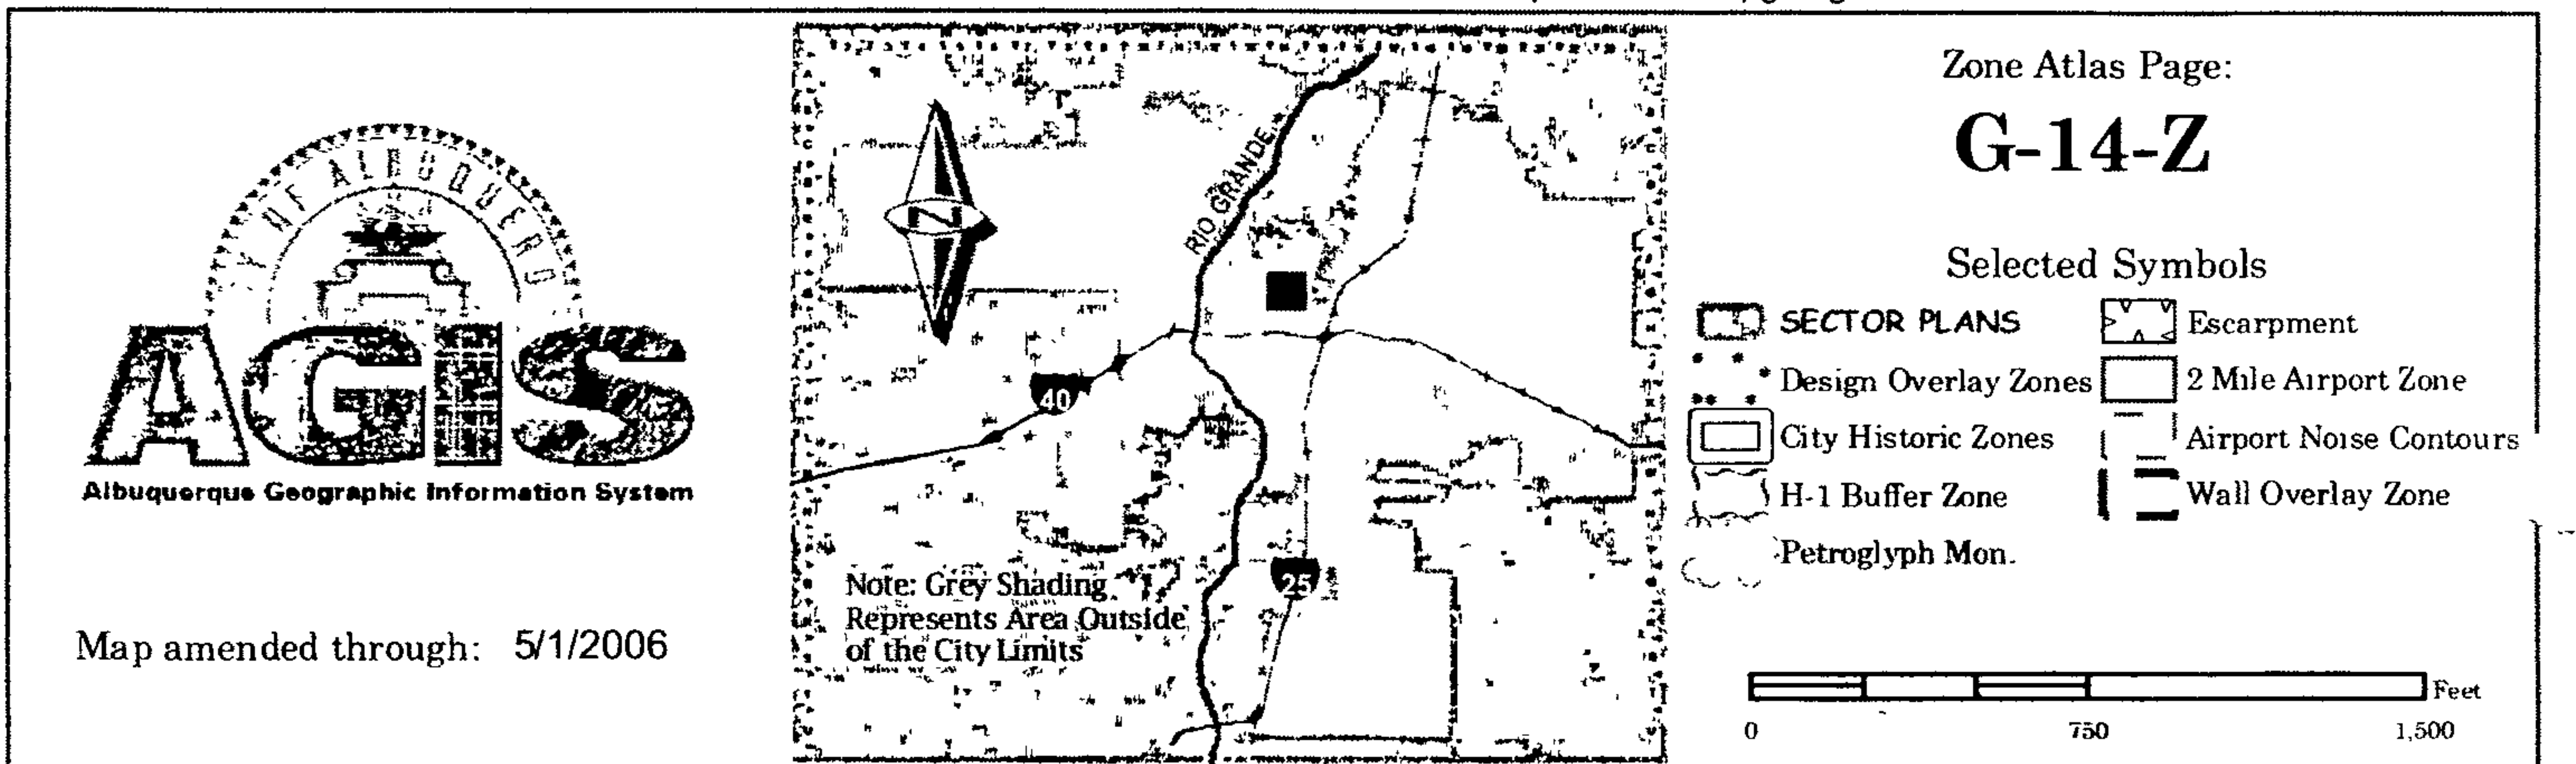 Y OF ALBUQUERQ
AGIS
Albuquerque Geographic Information System
Map amended through: 5/1/2006
RIO GRANDE
N
40
25
Note: Grey Shading
Represents Area Outside
of the City Limits
Zone Atlas Page:
G-14-Z
Selected Symbols
SECTOR PLANS
Escarpment
Design Overlay Zones
2 Mile Airport Zone
City Historic Zones
Airport Noise Contours
H-1 Buffer Zone
Wall Overlay Zone
Petroglyph Mon.
Feet
0 750 1,500